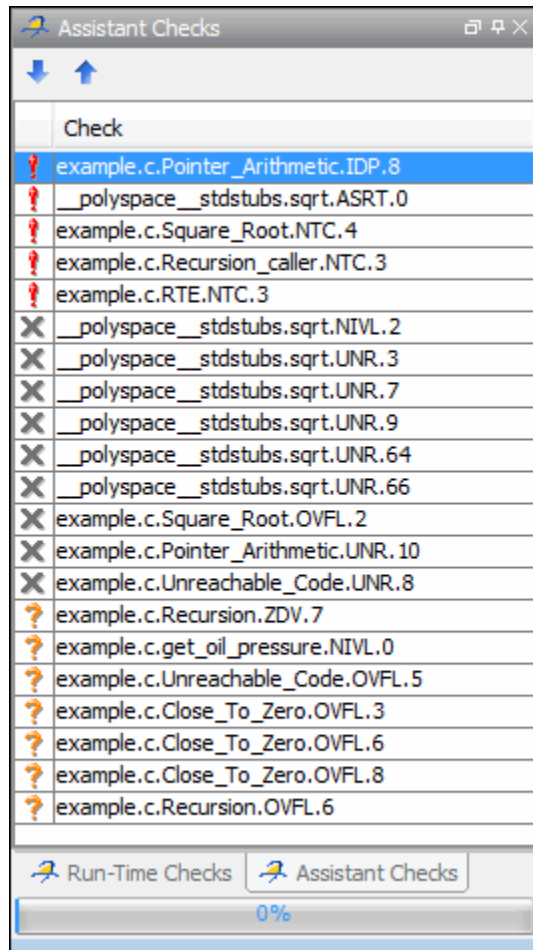 Assistant Checks
Check
example.c.Pointer_Arithmetic.IDP.8
__polyspace__stdstubs.sqrt.ASRT.0
example.c.Square_Root.NTC.4
example.c.Recursion_caller.NTC.3
example.c.RTE.NTC.3
__polyspace__stdstubs.sqrt.NIVL.2
__polyspace__stdstubs.sqrt.UNR.3
__polyspace__stdstubs.sqrt.UNR.7
__polyspace__stdstubs.sqrt.UNR.9
__polyspace__stdstubs.sqrt.UNR.64
__polyspace__stdstubs.sqrt.UNR.66
example.c.Square_Root.OVFL.2
example.c.Pointer_Arithmetic.UNR.10
example.c.Unreachable_Code.UNR.8
example.c.Recursion.ZDV.7
example.c.get_oil_pressure.NIVL.0
example.c.Unreachable_Code.OVFL.5
example.c.Close_To_Zero.OVFL.3
example.c.Close_To_Zero.OVFL.6
example.c.Close_To_Zero.OVFL.8
example.c.Recursion.OVFL.6
Run-Time Checks Assistant Checks
0%